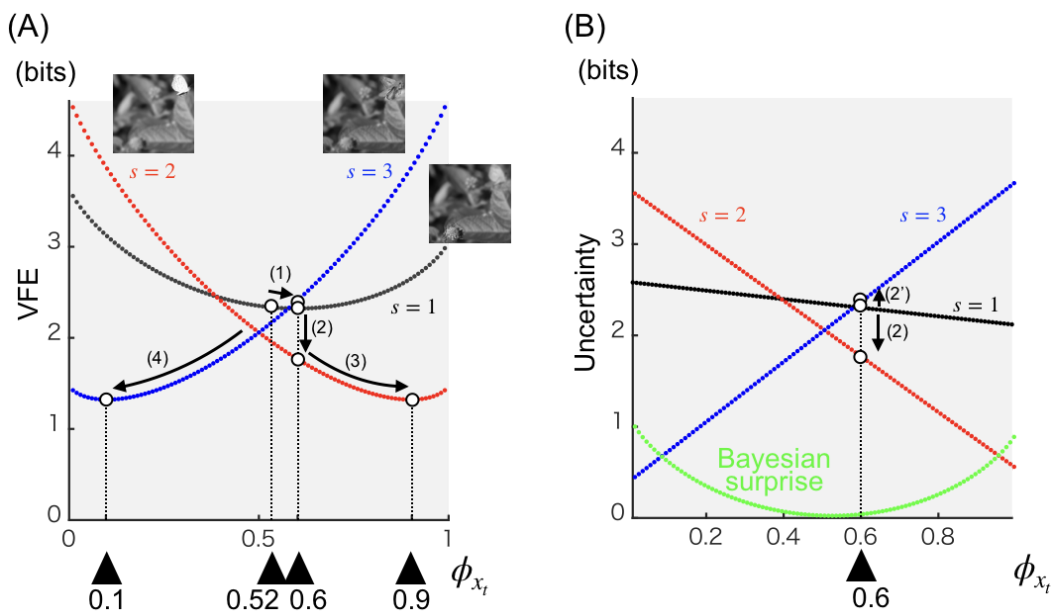 (A)
(bits)
VFE
4
3
2
1
0
s = 2
s = 3
s = 1
(1)
(2)
(3)
(4)
0
0.5
1
ϕxt
0.1
0.52
0.6
0.9
(B)
(bits)
Uncertainty
4
3
2
1
0
s = 2
s = 3
s = 1
(2')
(2)
Bayesian
surprise
0.2
0.4
0.6
0.8
ϕxt
0.6